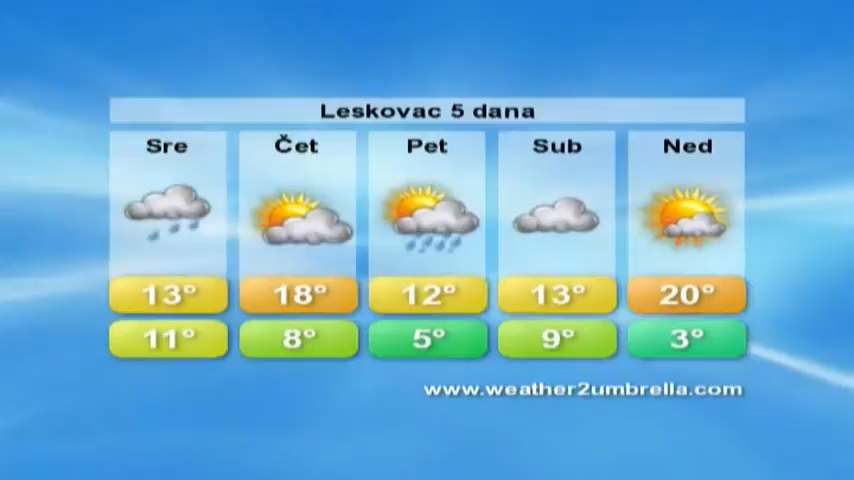 Leskovac 5 dana
Sre Čet Pet Sub Ned
13° 18° 12° 13° 20°
11° 8° 5° 9° 3°
www.weather2umbrella.com